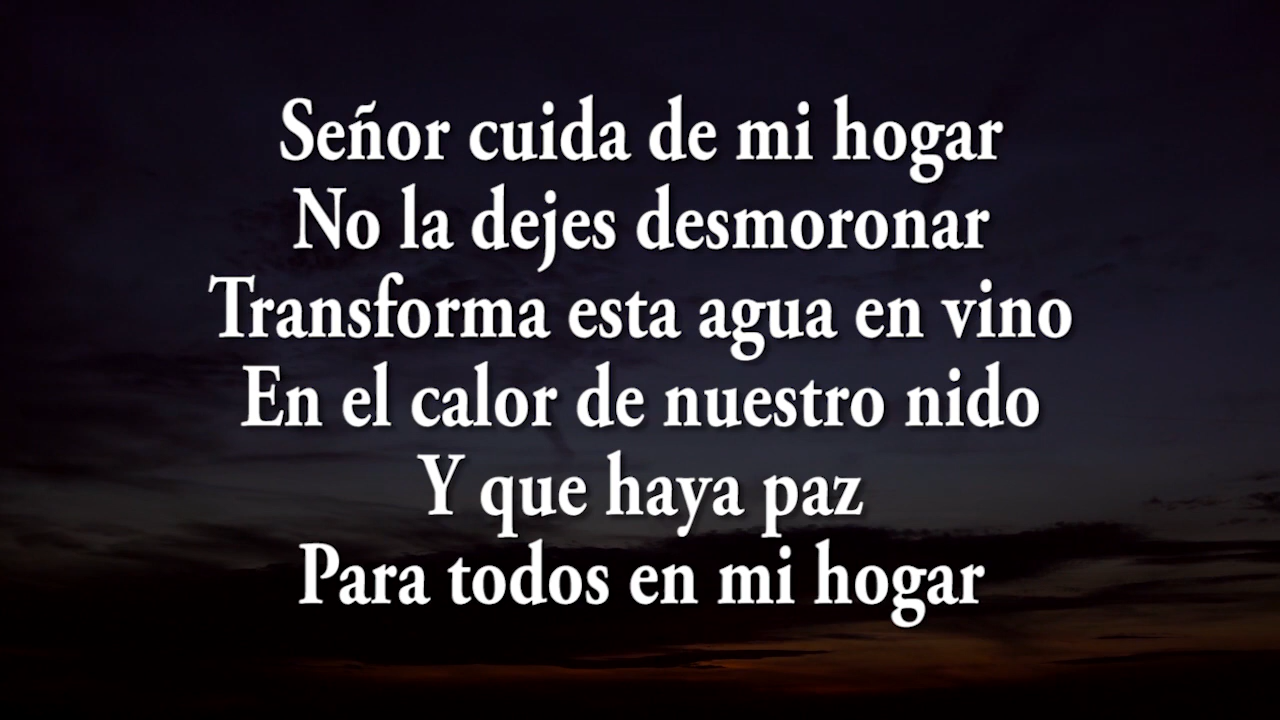 Señor cuida de mi hogar
No la dejes desmoronar
Transforma esta agua en vino
En el calor de nuestro nido
Y que haya paz
Para todos en mi hogar